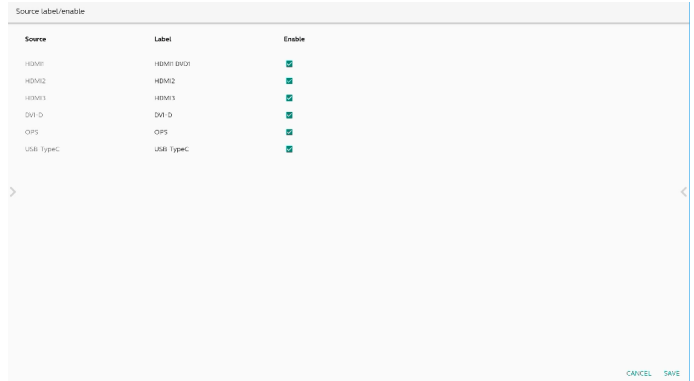 Source label/enable
Source Label Enable
HDMI1 HDMI1 DVD1
HDMI2 HDMI2
HDMI3 HDMI3
DVI-D DVI-D
OPS OPS
USB TypeC USB TypeC
CANCEL SAVE